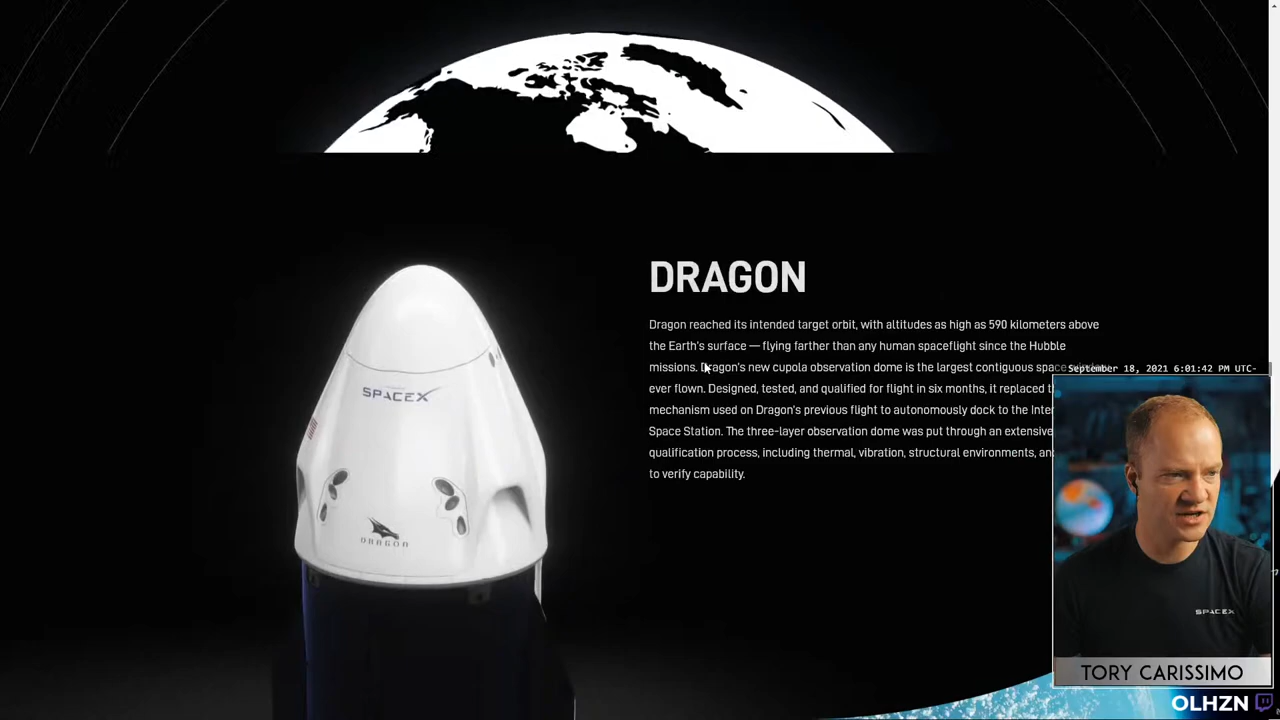 DRAGON
Dragon reached its intended target orbit, with altitudes as high as 590 kilometers above
the Earth's surface — flying farther than any human spaceflight since the Hubble
missions. Dragon's new cupola observation dome is the largest contiguous space
ever flown. Designed, tested, and qualified for flight in six months, it replaced
mechanism used on Dragon's previous flight to autonomously dock to the
Space Station. The three-layer observation dome was put through an extensive
qualification process, including thermal, vibration, structural environments,
to verify capability.
SPACEX
DRAGON
September 18, 2021 6:01:42 PM UTC-
SPACEX
TORY CARISSIMO
OLHZN